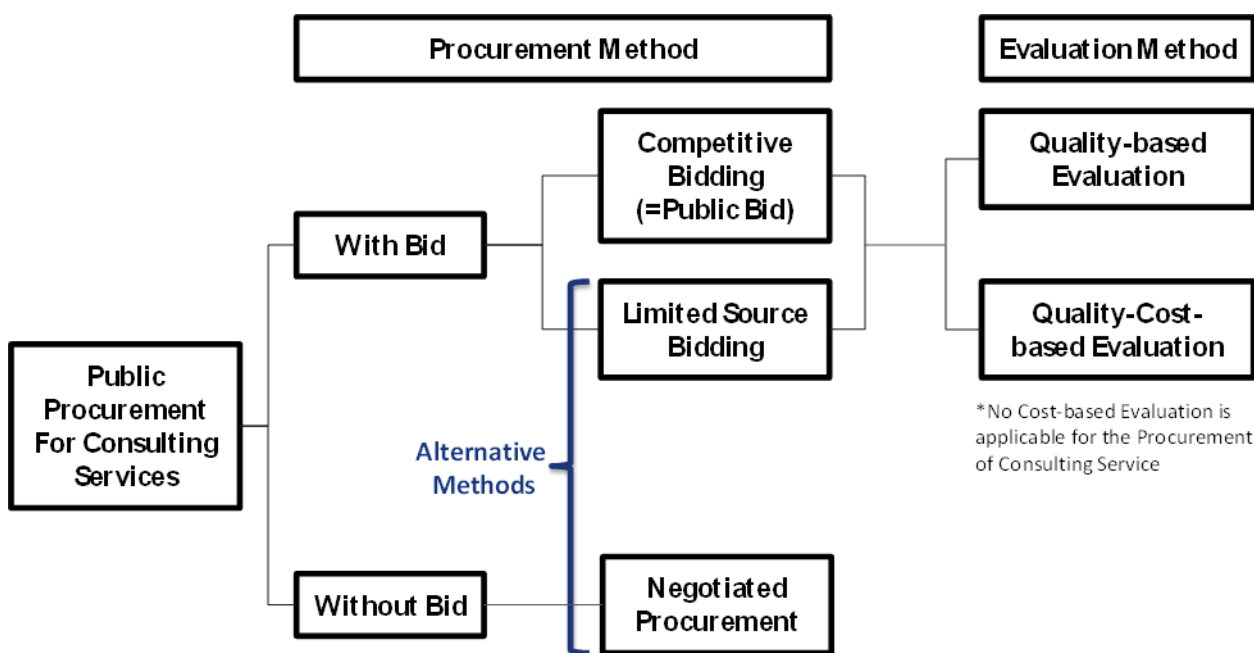 Procurement Method
Evaluation Method
Competitive
Bidding
(=Public Bid)
Quality-based
Evaluation
With Bid
Limited Source
Bidding
Quality-Cost-
based Evaluation
Public
Procurement
For Consulting
Services
*No Cost-based Evaluation is
applicable for the Procurement
of Consulting Service
Alternative
Methods
Without Bid
Negotiated
Procurement